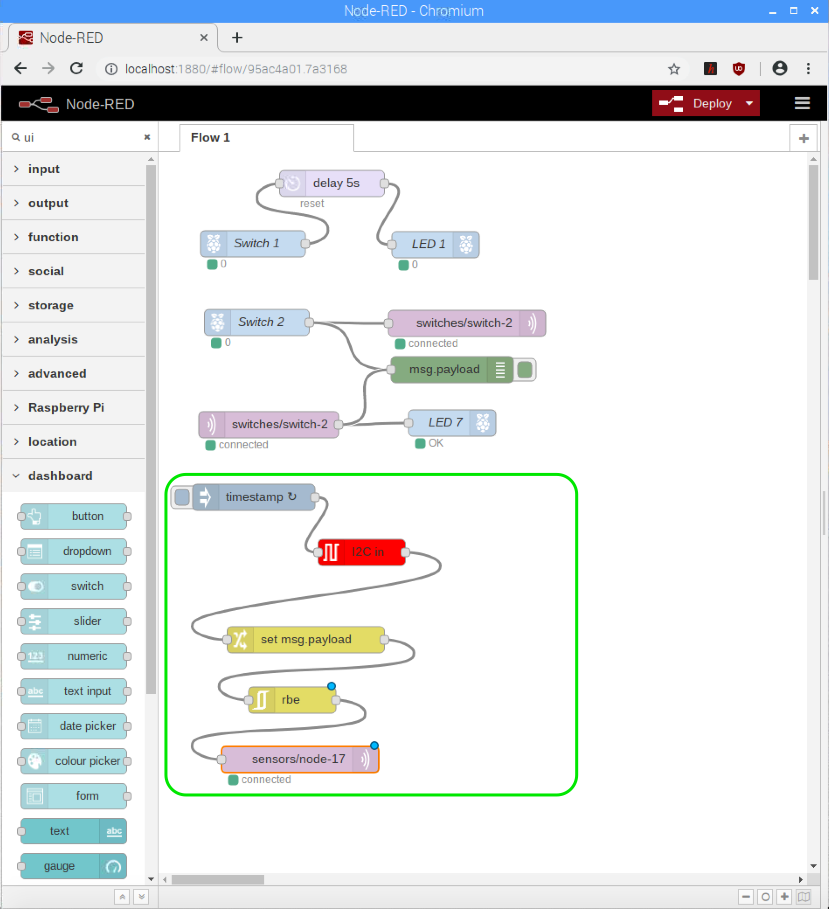 Node-RED - Chromium
Node-RED
localhost:1880/#flow/95ac4a01.7a3168
Node-RED
Deploy
ui
Flow 1
input
output
function
social
storage
analysis
advanced
Raspberry Pi
location
dashboard
button
dropdown
switch
slider
123 numeric
abc text input
date picker
colour picker
form
text abc
gauge
delay 5s
reset
Switch 1
0
LED 1
0
Switch 2
0
switches/switch-2
connected
msg.payload
switches/switch-2
connected
LED 7
OK
timestamp ↻
I2C in
set msg.payload
rbe
sensors/node-17
connected